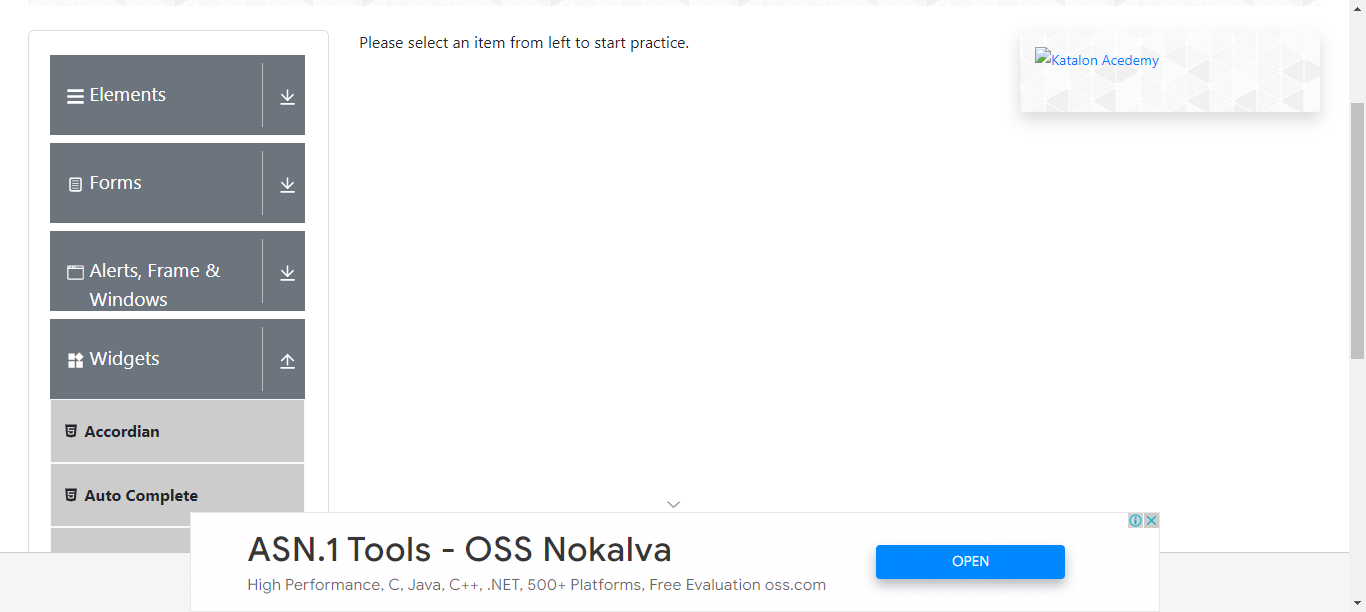 Please select an item from left to start practice.
Katalon Acedemy
Elements
Forms
Alerts, Frame &
Windows
Widgets
Accordian
Auto Complete
ASN.1 Tools - OSS Nokalva
High Performance, C, Java, C++, .NET, 500+ Platforms, Free Evaluation oss.com
OPEN